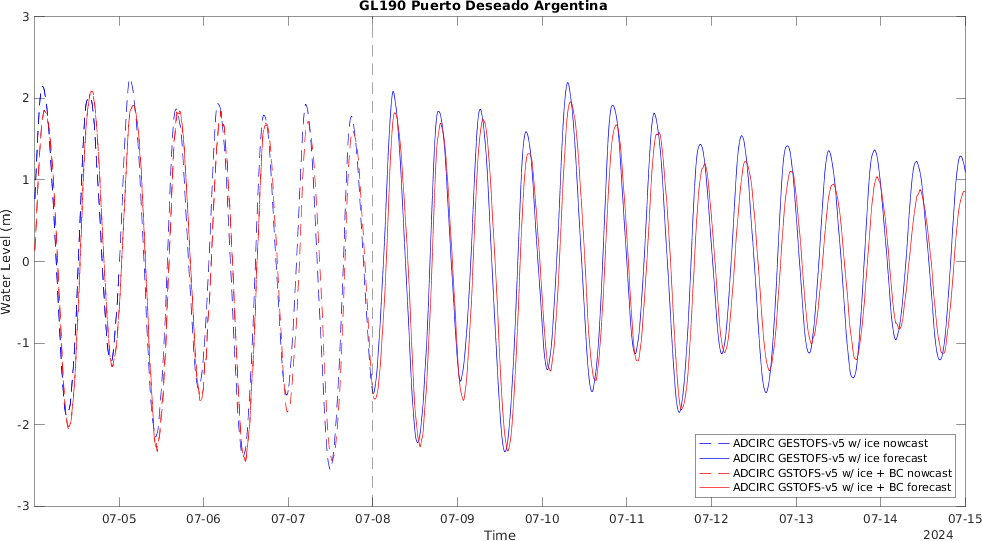 GL190 Puerto Deseado Argentina
3
2
1
0
-1
-2
-3
Water Level (m)
ADCIRC GESTOFS-v5 w/ ice nowcast
ADCIRC GESTOFS-v5 w/ ice forecast
ADCIRC GSTOFS-v5 w/ ice + BC nowcast
ADCIRC GSTOFS-v5 w/ ice + BC forecast
07-05 07-06 07-07 07-08 07-09 07-10 07-11 07-12 07-13 07-14 07-15
Time
2024